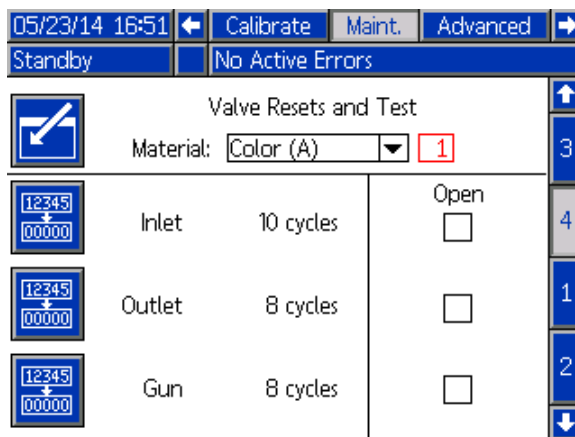 05/23/14 16:51 Calibrate Maint. Advanced
Standby No Active Errors
Valve Resets and Test
Material: Color (A) 1
3
Open
12345
00000
Inlet 10 cycles
4
12345
00000
Outlet 8 cycles
1
12345
00000
Gun 8 cycles
2